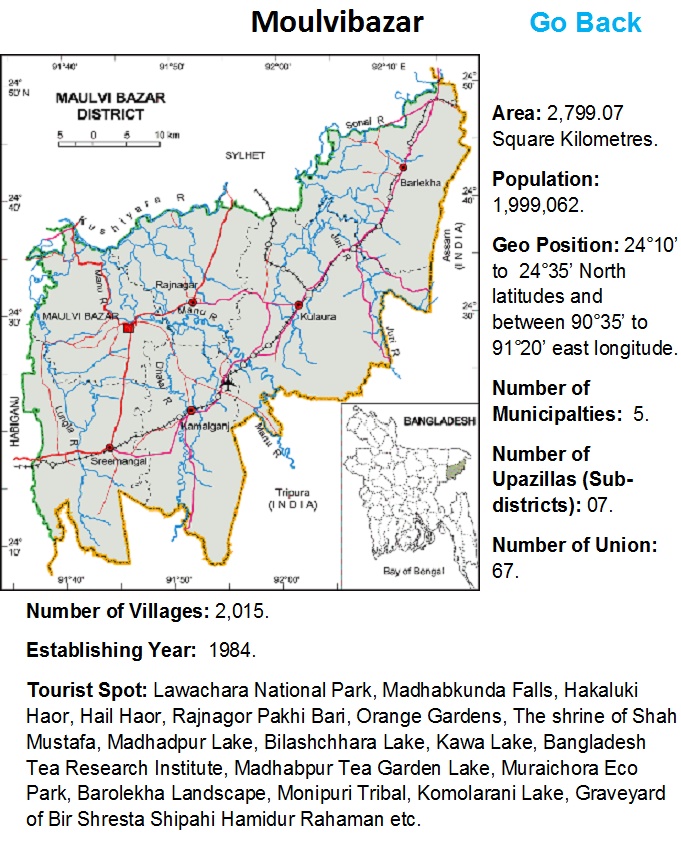 Moulvibazar
Go Back
91°40'
91°50'
92°00'
92°10' E
24°
50' N
24°
50'
MAULVI BAZAR
DISTRICT
5 0 5 10 km
SYLHET
Sonai R
Barlekha
24°
40'
24°
40'
Kushiyara R
Juri R
Assam
(INDIA)
Manu R
Rajnagar
Manu R
MAULVI BAZAR
Kulaura
24°
30'
24°
30'
Juri R
Dhalai R
HABIGANJ
Lungla R
Kamalganj
Manu R
Sreemangal
Tripura
(INDIA)
BANGLADESH
Bay of Bengal
24°
10'
91°40'
91°50'
92°00'
Area: 2,799.07
Square Kilometres.
Population:
1,999,062.
Geo Position: 24°10’
to 24°35’ North
latitudes and
between 90°35’ to
91°20’ east longitude.
Number of
Municipalties: 5.
Number of
Upazillas (Sub-
districts): 07.
Number of Union:
67.
Number of Villages: 2,015.
Establishing Year: 1984.
Tourist Spot: Lawachara National Park, Madhabkunda Falls, Hakaluki
Haor, Hail Haor, Rajnagor Pakhi Bari, Orange Gardens, The shrine of Shah
Mustafa, Madhadpur Lake, Bilashchhara Lake, Kawa Lake, Bangladesh
Tea Research Institute, Madhabpur Tea Garden Lake, Muraichora Eco
Park, Barolekha Landscape, Monipuri Tribal, Komolarani Lake, Graveyard
of Bir Shresta Shipahi Hamidur Rahaman etc.